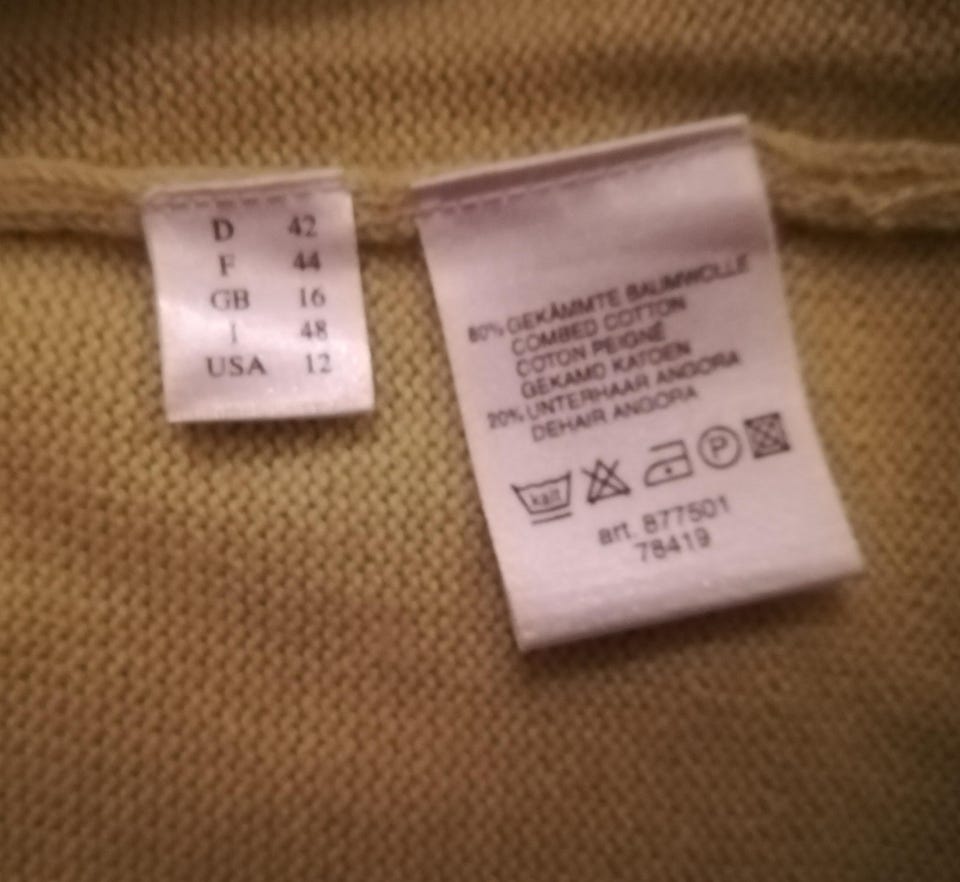 D 42
F 44
GB 16
I 48
USA 12
80% GEKÄMMTE BAUMWOLLE
COMBED COTTON
COTON PEIGNÉ
GEKAMD KATOEN
20% UNTERHAAR ANGORA
DEHAIR ANGORA
kalt P
art. 877501
78419